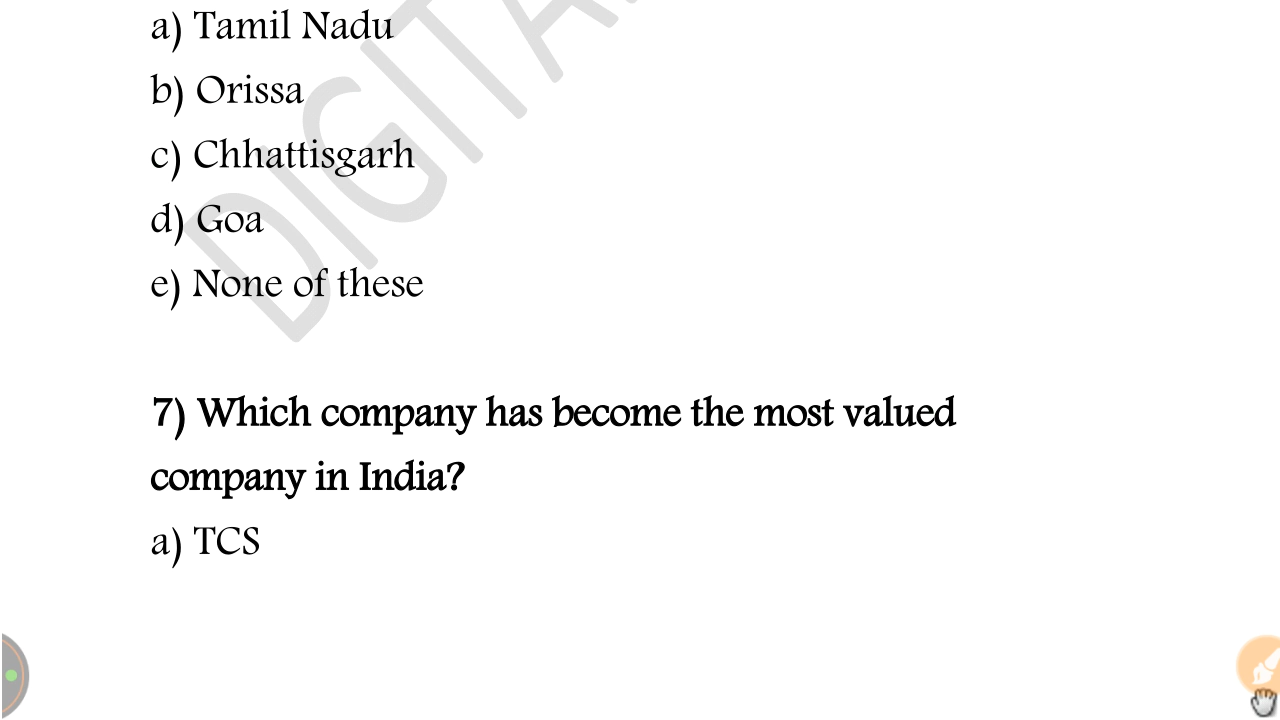 a) Tamil Nadu
b) Orissa
c) Chhattisgarh
d) Goa
e) None of these
7) Which company has become the most valued
company in India?
a) TCS
DIGITA